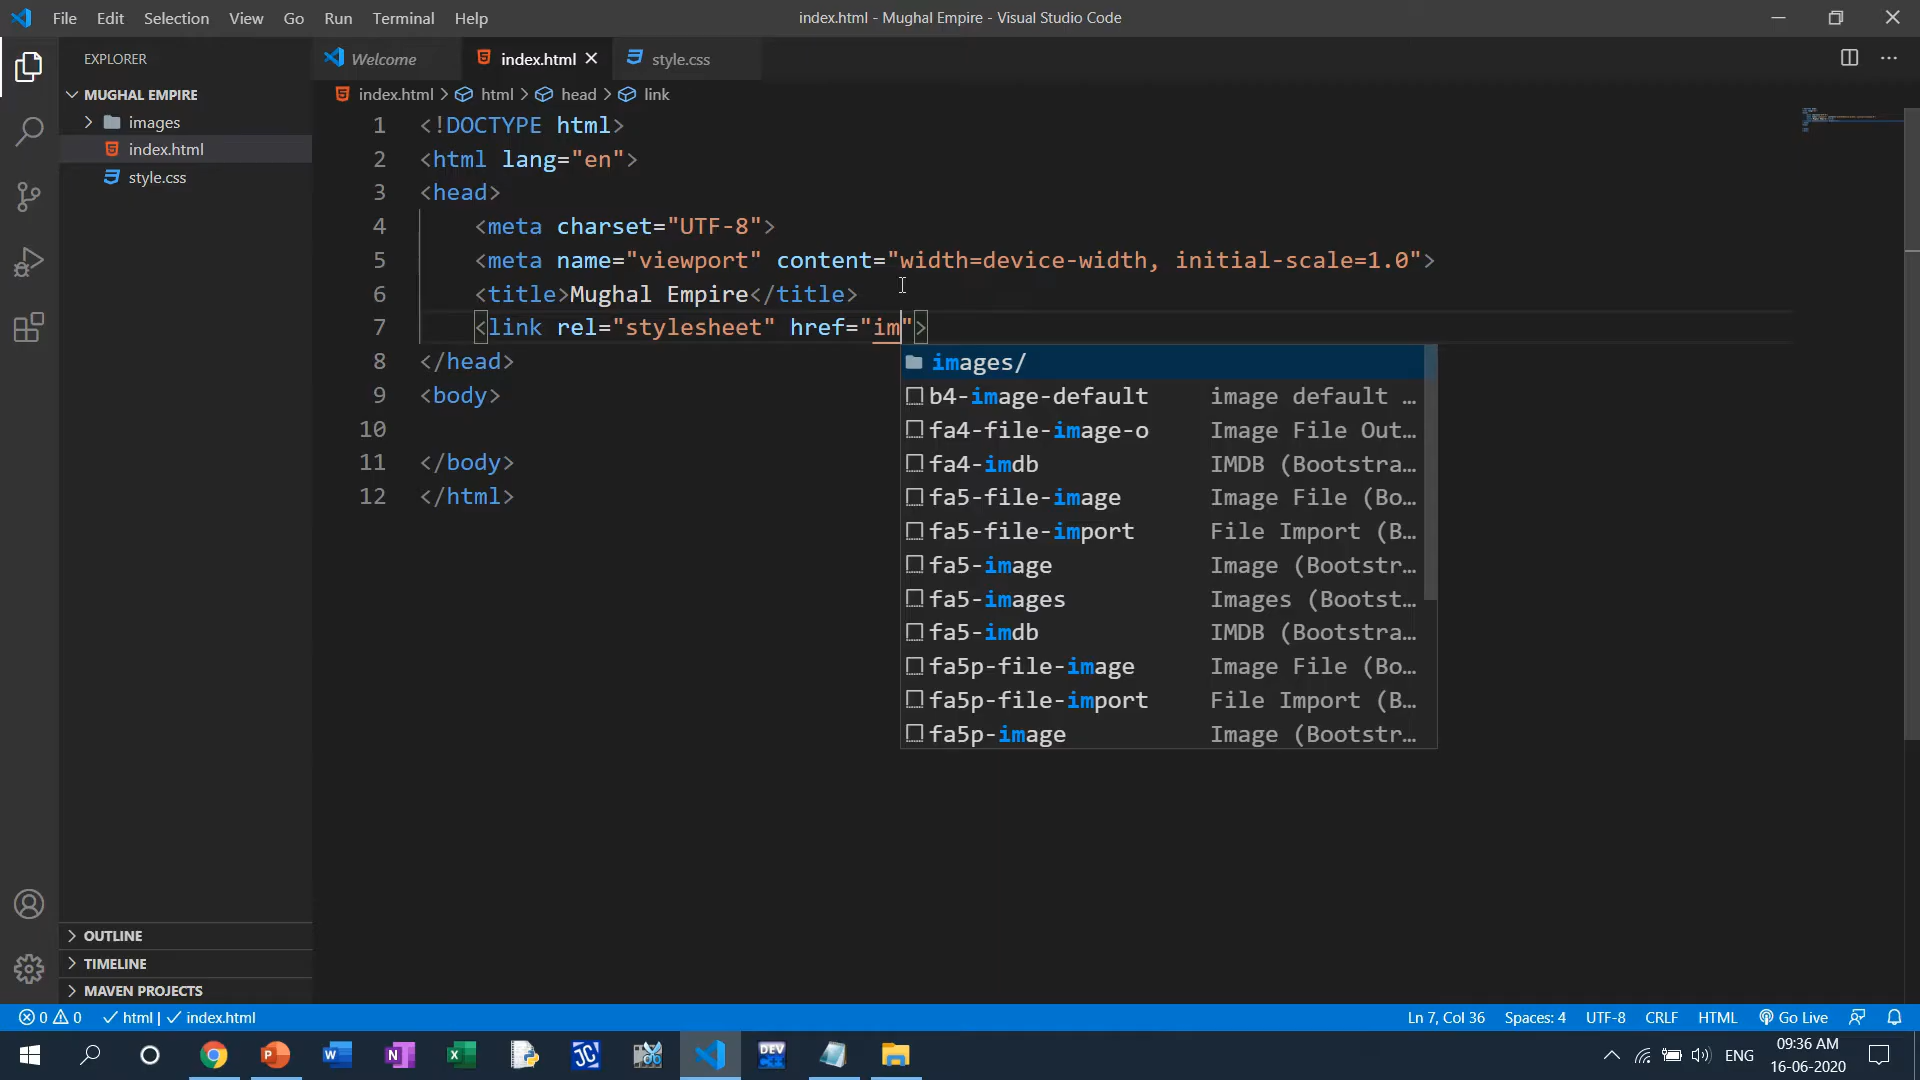 File Edit Selection View Go Run Terminal Help
index.html - Mughal Empire - Visual Studio Code
EXPLORER
MUGHAL EMPIRE
images
index.html
style.css
OUTLINE
TIMELINE
MAVEN PROJECTS
Welcome index.html style.css
index.html > html > head > link
1 <!DOCTYPE html>
2 <html lang="en">
3 <head>
4 <meta charset="UTF-8">
5 <meta name="viewport" content="width=device-width, initial-scale=1.0">
6 <title>Mughal Empire</title>
7 <link rel="stylesheet" href="im">
8 </head>
9 <body>
10
11 </body>
12 </html>
images/
b4-image-default image default ...
fa4-file-image-o Image File Out...
fa4-imdb IMDB (Bootstra...
fa5-file-image Image File (Bo...
fa5-file-import File Import (B...
fa5-image Image (Bootstr...
fa5-images Images (Bootst...
fa5-imdb IMDB (Bootstra...
fa5p-file-image Image File (Bo...
fa5p-file-import File Import (B...
fa5p-image Image (Bootstr...
0 0 html | index.html
Ln 7, Col 36 Spaces: 4 UTF-8 CRLF HTML Go Live
DEV
ENG
09:36 AM
16-06-2020